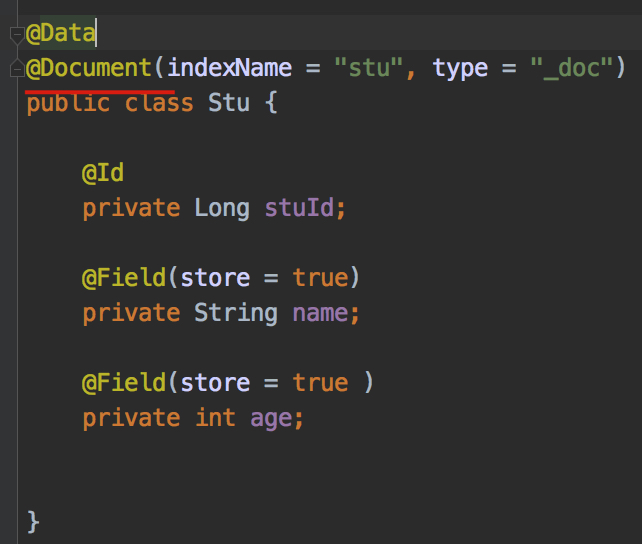 @Data
@Document(indexName = "stu", type = "_doc")
public class Stu {
@Id
private Long stuId;
@Field(store = true)
private String name;
@Field(store = true )
private int age;
}